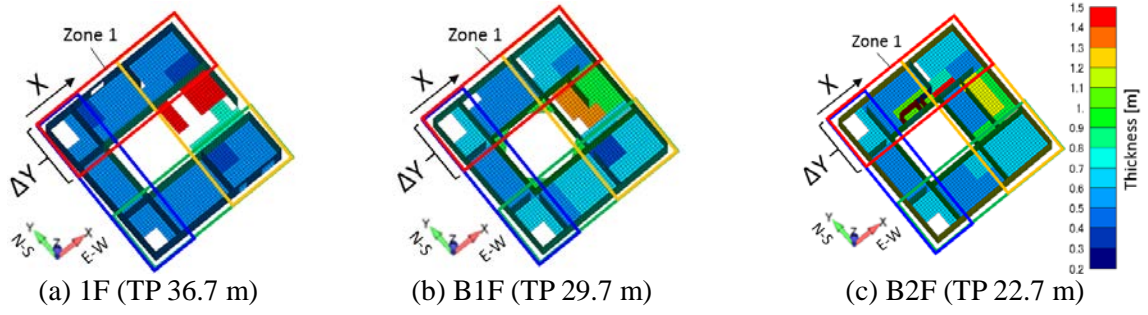 Zone 1
X
ΔY
Y
Z
X
N-S
E-W
(a) 1F (TP 36.7 m)
Zone 1
X
ΔY
Y
Z
X
N-S
E-W
(b) B1F (TP 29.7 m)
Zone 1
X
ΔY
Y
Z
X
N-S
E-W
(c) B2F (TP 22.7 m)
1.5
1.4
1.3
1.2
1.1
1.
0.9
0.8
0.7
0.6
0.5
0.4
0.3
0.2
Thickness [m]